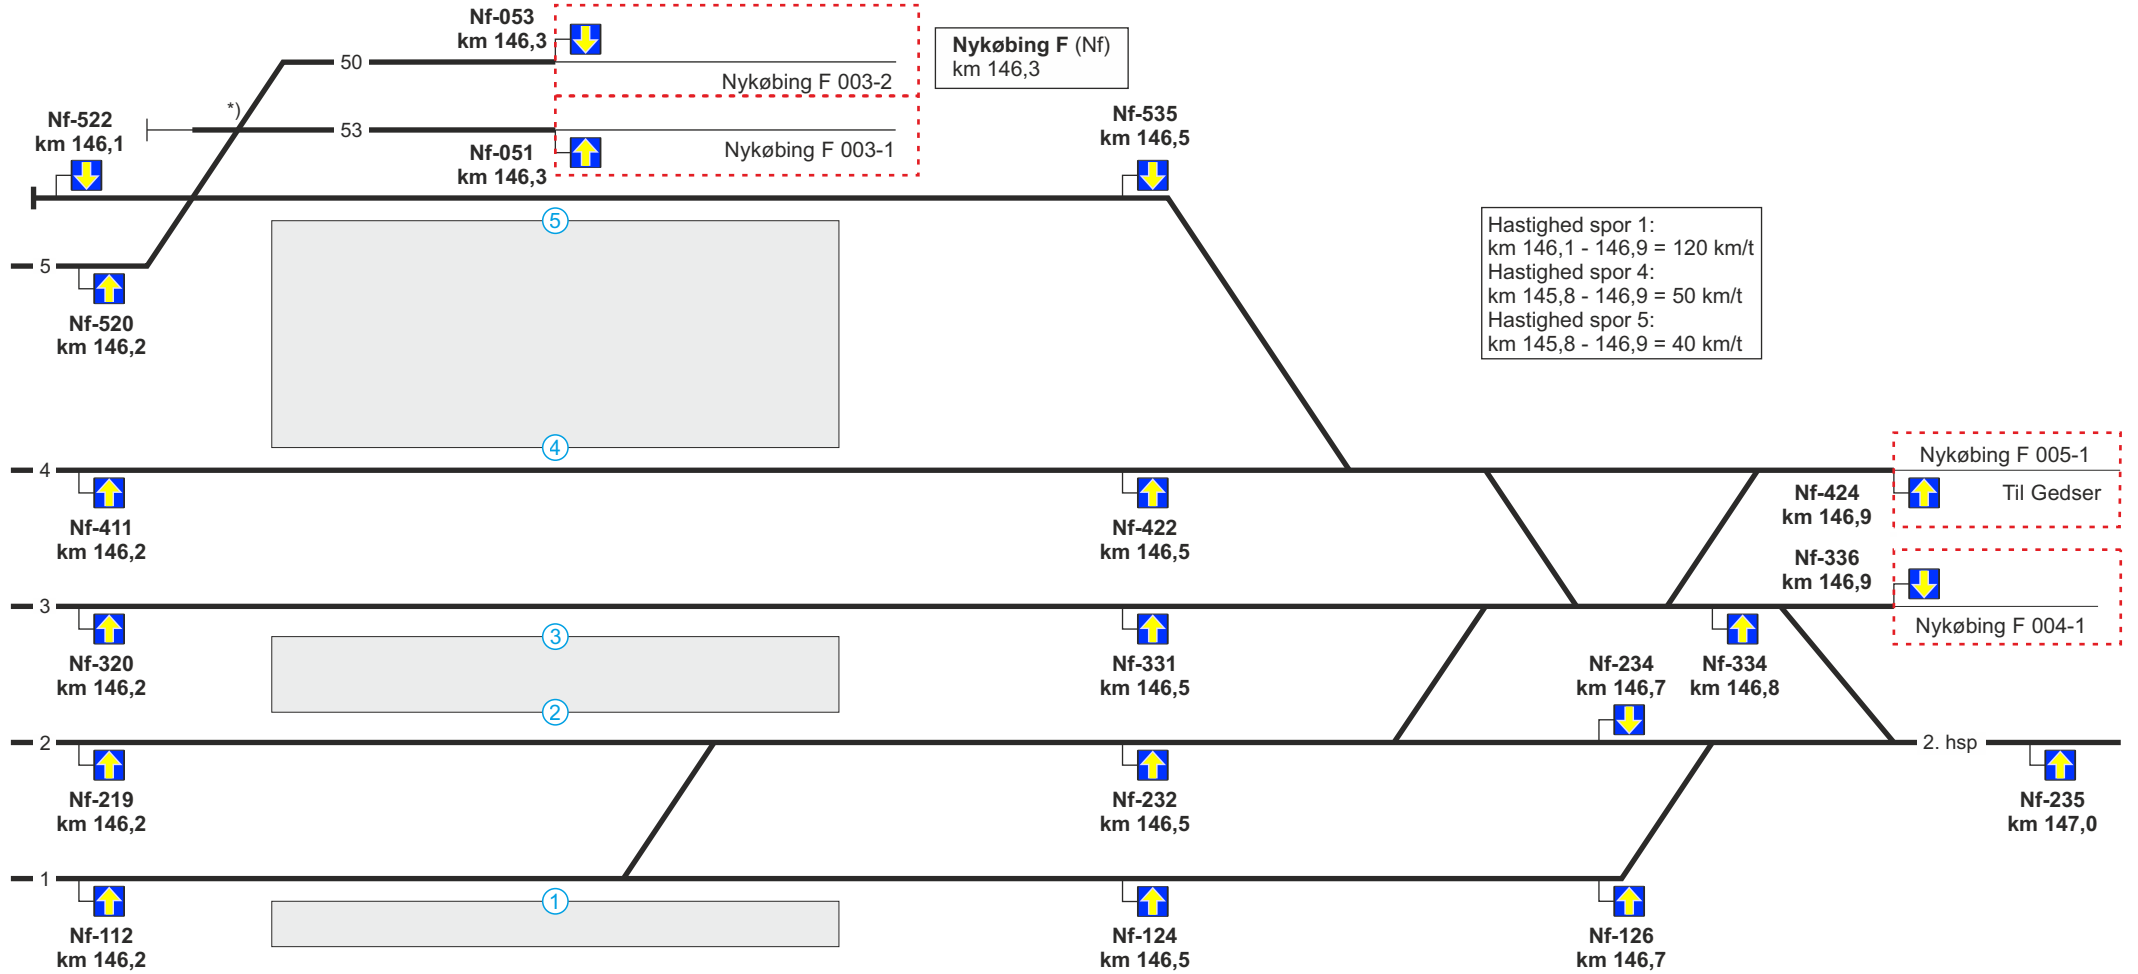 Nf-053
km 146,3
50
Nykøbing F 003-2
Nykøbing F (Nf)
km 146,3
*)
Nf-522
km 146,1
53
Nf-051
km 146,3
Nykøbing F 003-1
Nf-535
km 146,5
5
5
Nf-520
km 146,2
Hastighed spor 1:
km 146,1 - 146,9 = 120 km/t
Hastighed spor 4:
km 145,8 - 146,9 = 50 km/t
Hastighed spor 5:
km 145,8 - 146,9 = 40 km/t
4
4
Nf-411
km 146,2
Nf-422
km 146,5
Nykøbing F 005-1
Til Gedser
Nf-424
km 146,9
Nf-336
km 146,9
Nykøbing F 004-1
3
3
Nf-320
km 146,2
Nf-331
km 146,5
Nf-234
km 146,7
Nf-334
km 146,8
2
2
2. hsp
Nf-219
km 146,2
Nf-232
km 146,5
Nf-235
km 147,0
1
1
Nf-112
km 146,2
Nf-124
km 146,5
Nf-126
km 146,7